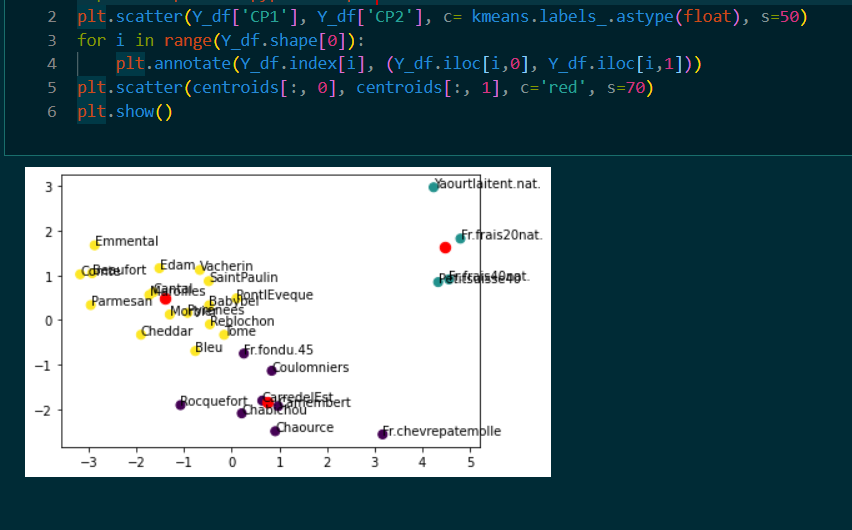 2 plt.scatter(Y_df['CP1'], Y_df['CP2'], c= kmeans.labels_.astype(float), s=50)
3 for i in range(Y_df.shape[0]):
4 plt.annotate(Y_df.index[i], (Y_df.iloc[i,0], Y_df.iloc[i,1]))
5 plt.scatter(centroids[:, 0], centroids[:, 1], c='red', s=70)
6 plt.show()
3
Yaourtlaitent.nat.
2
Fr.frais20nat.
Emmental
Edam
Vacherin
Comte
Beaufort
1
SaintPaulin
Fr.frais40nat.
Petitsuisse40
Cantal
Maroilles
PontlEveque
Parmesan
Babybel
Morbier
Pyrenees
0
Reblochon
Cheddar
Tome
Bleu
Fr.fondu.45
−1
Coulomniers
Rocquefort
CarredelEst
Camembert
−2
Chabichou
Chaource
Fr.chevrepatemolle
−3 −2 −1 0 1 2 3 4 5